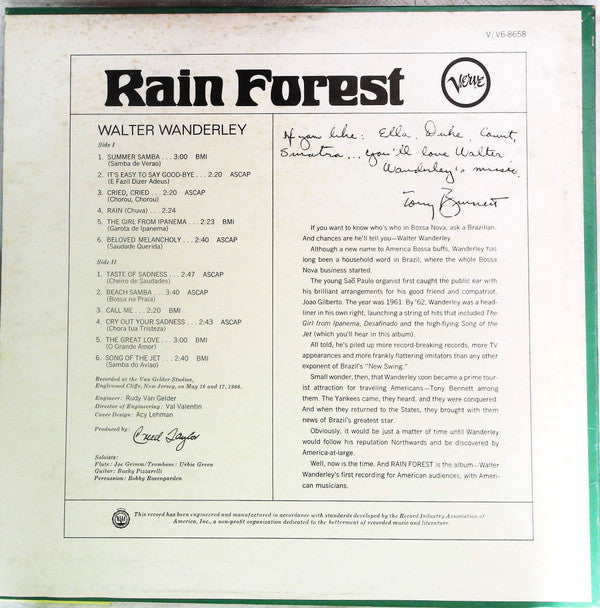 V/V6-8658
Rain Forest
Verve
WALTER WANDERLEY
Side I
1. SUMMER SAMBA . . . 3:00 BMI
(Samba de Verao)
2. IT'S EASY TO SAY GOOD-BYE . . . 2:20 ASCAP
(E Fazil Dizer Adeus)
3. CRIED, CRIED . . . 2:20 ASCAP
(Chorou, Chorou)
4. RAIN (Chuva) . . . 2:24
5. THE GIRL FROM IPANEMA . . . 2:23 BMI
(Garota de Ipanema)
6. BELOVED MELANCHOLY . . . 2:40 ASCAP
(Saudade Querida)
Side II
1. TASTE OF SADNESS . . . 2:27 ASCAP
(Cheiro de Saudades)
2. BEACH SAMBA . . . 3:40 ASCAP
(Bossa na Praia)
3. CALL ME . . . 2:20 BMI
4. CRY OUT YOUR SADNESS . . . 2:43 ASCAP
(Chora tua Tristeza)
5. THE GREAT LOVE . . . 3:00 BMI
(O Grande Amor)
6. SONG OF THE JET . . . 2:40 BMI
(Samba do Aviao)
Recorded at the Van Gelder Studios,
Englewood Cliffs, New Jersey, on May 16 and 17, 1966.
Engineer: Rudy Van Gelder
Director of Engineering: Val Valentin
Cover Design: Acy Lehman
Produced by:
Creed Taylor
Soloists:
Flute: Joe Grimm/Trombone: Urbie Green
Guitar: Bucky Pizzarelli
Percussion: Bobby Rosengarden
If you like: Ella, Duke, Count,
Sinatra... you'll love Walter
Wanderley's music.
Tony Bennett
If you want to know who's who in Bossa Nova, ask a Brazilian.
And chances are he'll tell you—Walter Wanderley.
Although a new name to America Bossa buffs, Wanderley has
long been a household word in Brazil, where the whole Bossa
Nova business started.
The young Saõ Paulo organist first caught the public ear with
his brilliant arrangements for his good friend and compatriot,
Joao Gilberto. The year was 1961. By '62, Wanderley was a head-
liner in his own right, launching a string of hits that included The
Girl from Ipanema, Desafinado and the high-flying Song of the
Jet (which you'll hear in this album).
All told, he's piled up more record-breaking records, more TV
appearances and more frankly flattering imitators than any other
exponent of Brazil's "New Swing."
Small wonder, then, that Wanderley soon became a prime tour-
ist attraction for traveling Americans—Tony Bennett among
them. The Yankees came, they heard, and they were conquered.
And when they returned to the States, they brought with them
news of Brazil's greatest star.
Obviously, it would be just a matter of time until Wanderley
would follow his reputation Northwards and be discovered by
America-at-large.
Well, now is the time. And RAIN FOREST is the album—Walter
Wanderley's first recording for American audiences, with Amer-
ican musicians.
This record has been engineered and manufactured in accordance with standards developed by the Record Industry Association of
America, Inc., a non-profit organization dedicated to the betterment of recorded music and literature.